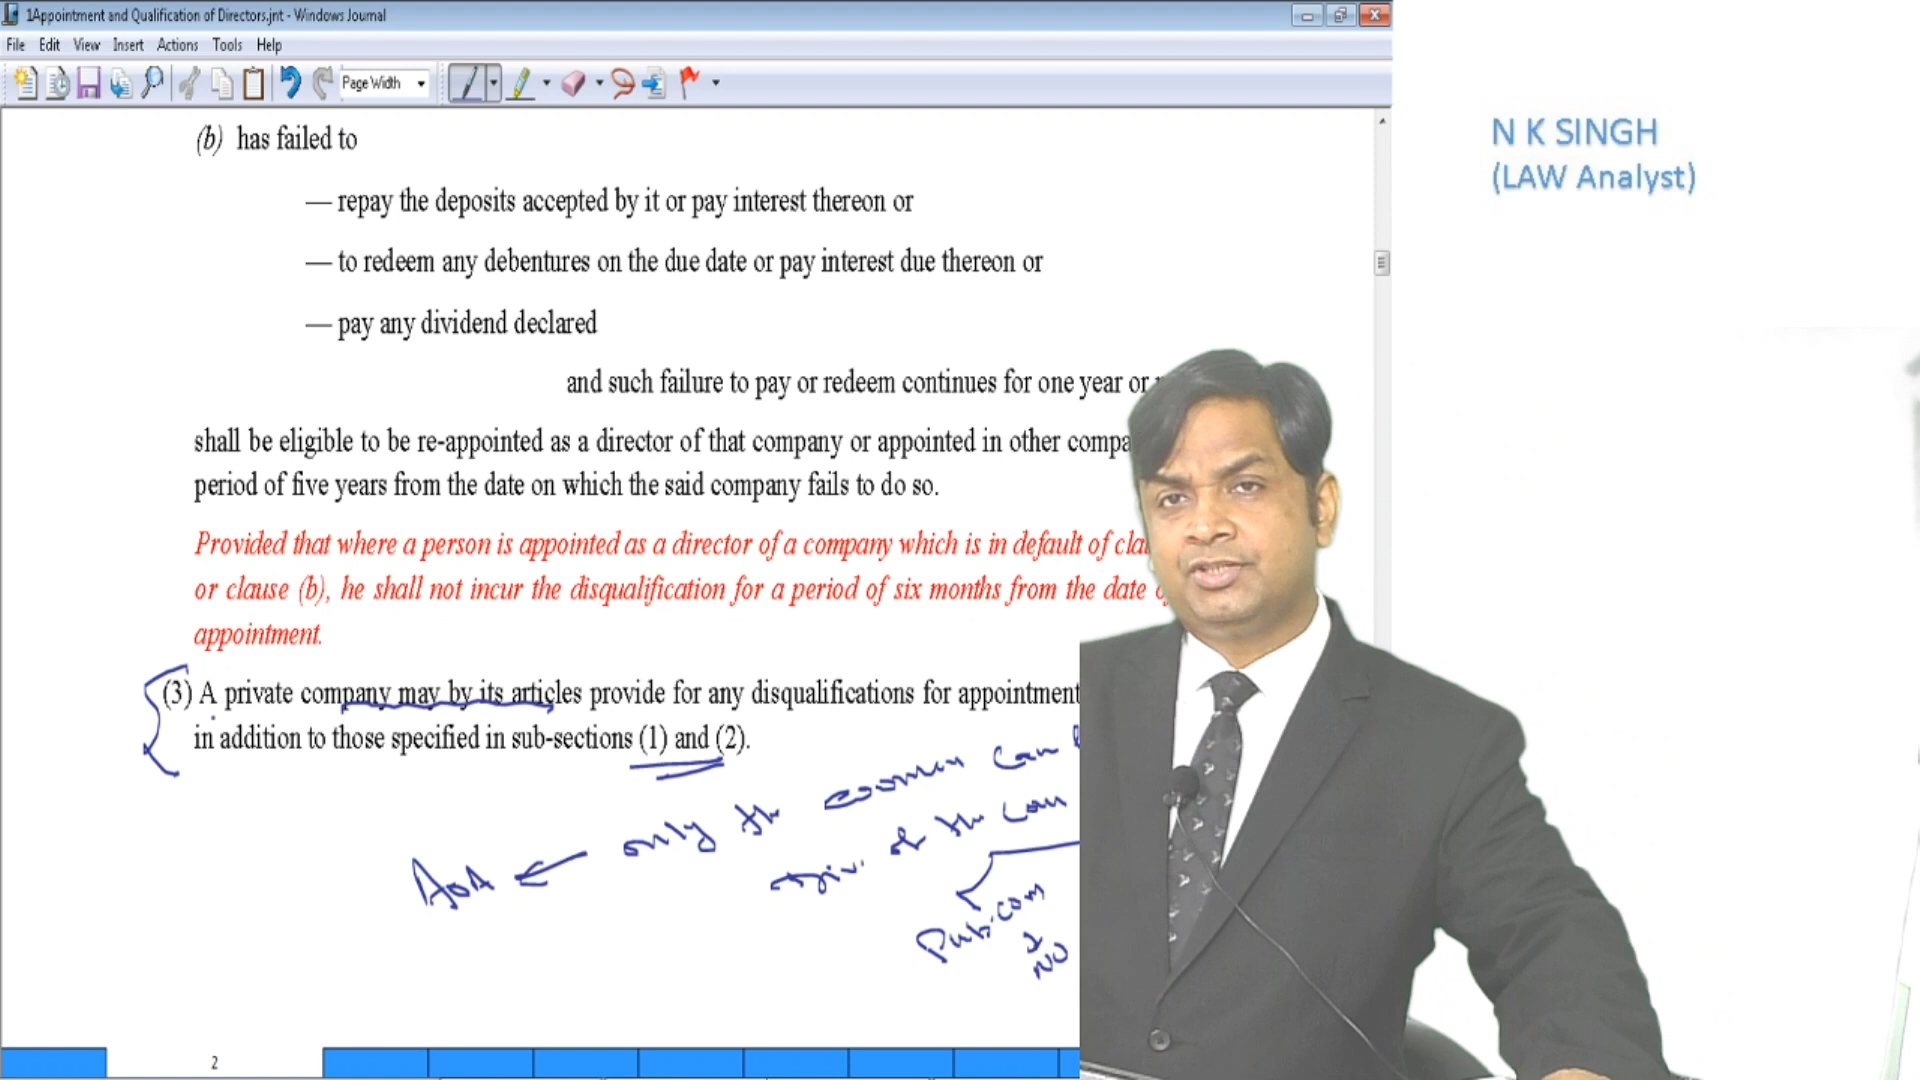 1Appointment and Qualification of Directors.jnt - Windows Journal
File Edit View Insert Actions Tools Help
Page Width
N K SINGH
(LAW Analyst)
(b) has failed to
— repay the deposits accepted by it or pay interest thereon or
— to redeem any debentures on the due date or pay interest due thereon or
— pay any dividend declared
and such failure to pay or redeem continues for one year or
shall be eligible to be re-appointed as a director of that company or appointed in other compa
period of five years from the date on which the said company fails to do so.
Provided that where a person is appointed as a director of a company which is in default of cla
or clause (b), he shall not incur the disqualification for a period of six months from the date
appointment.
(3) A private company may by its articles provide for any disqualifications for appointment
in addition to those specified in sub-sections (1) and (2).
AOA only the women can
of the com
Pub. com
NO
2